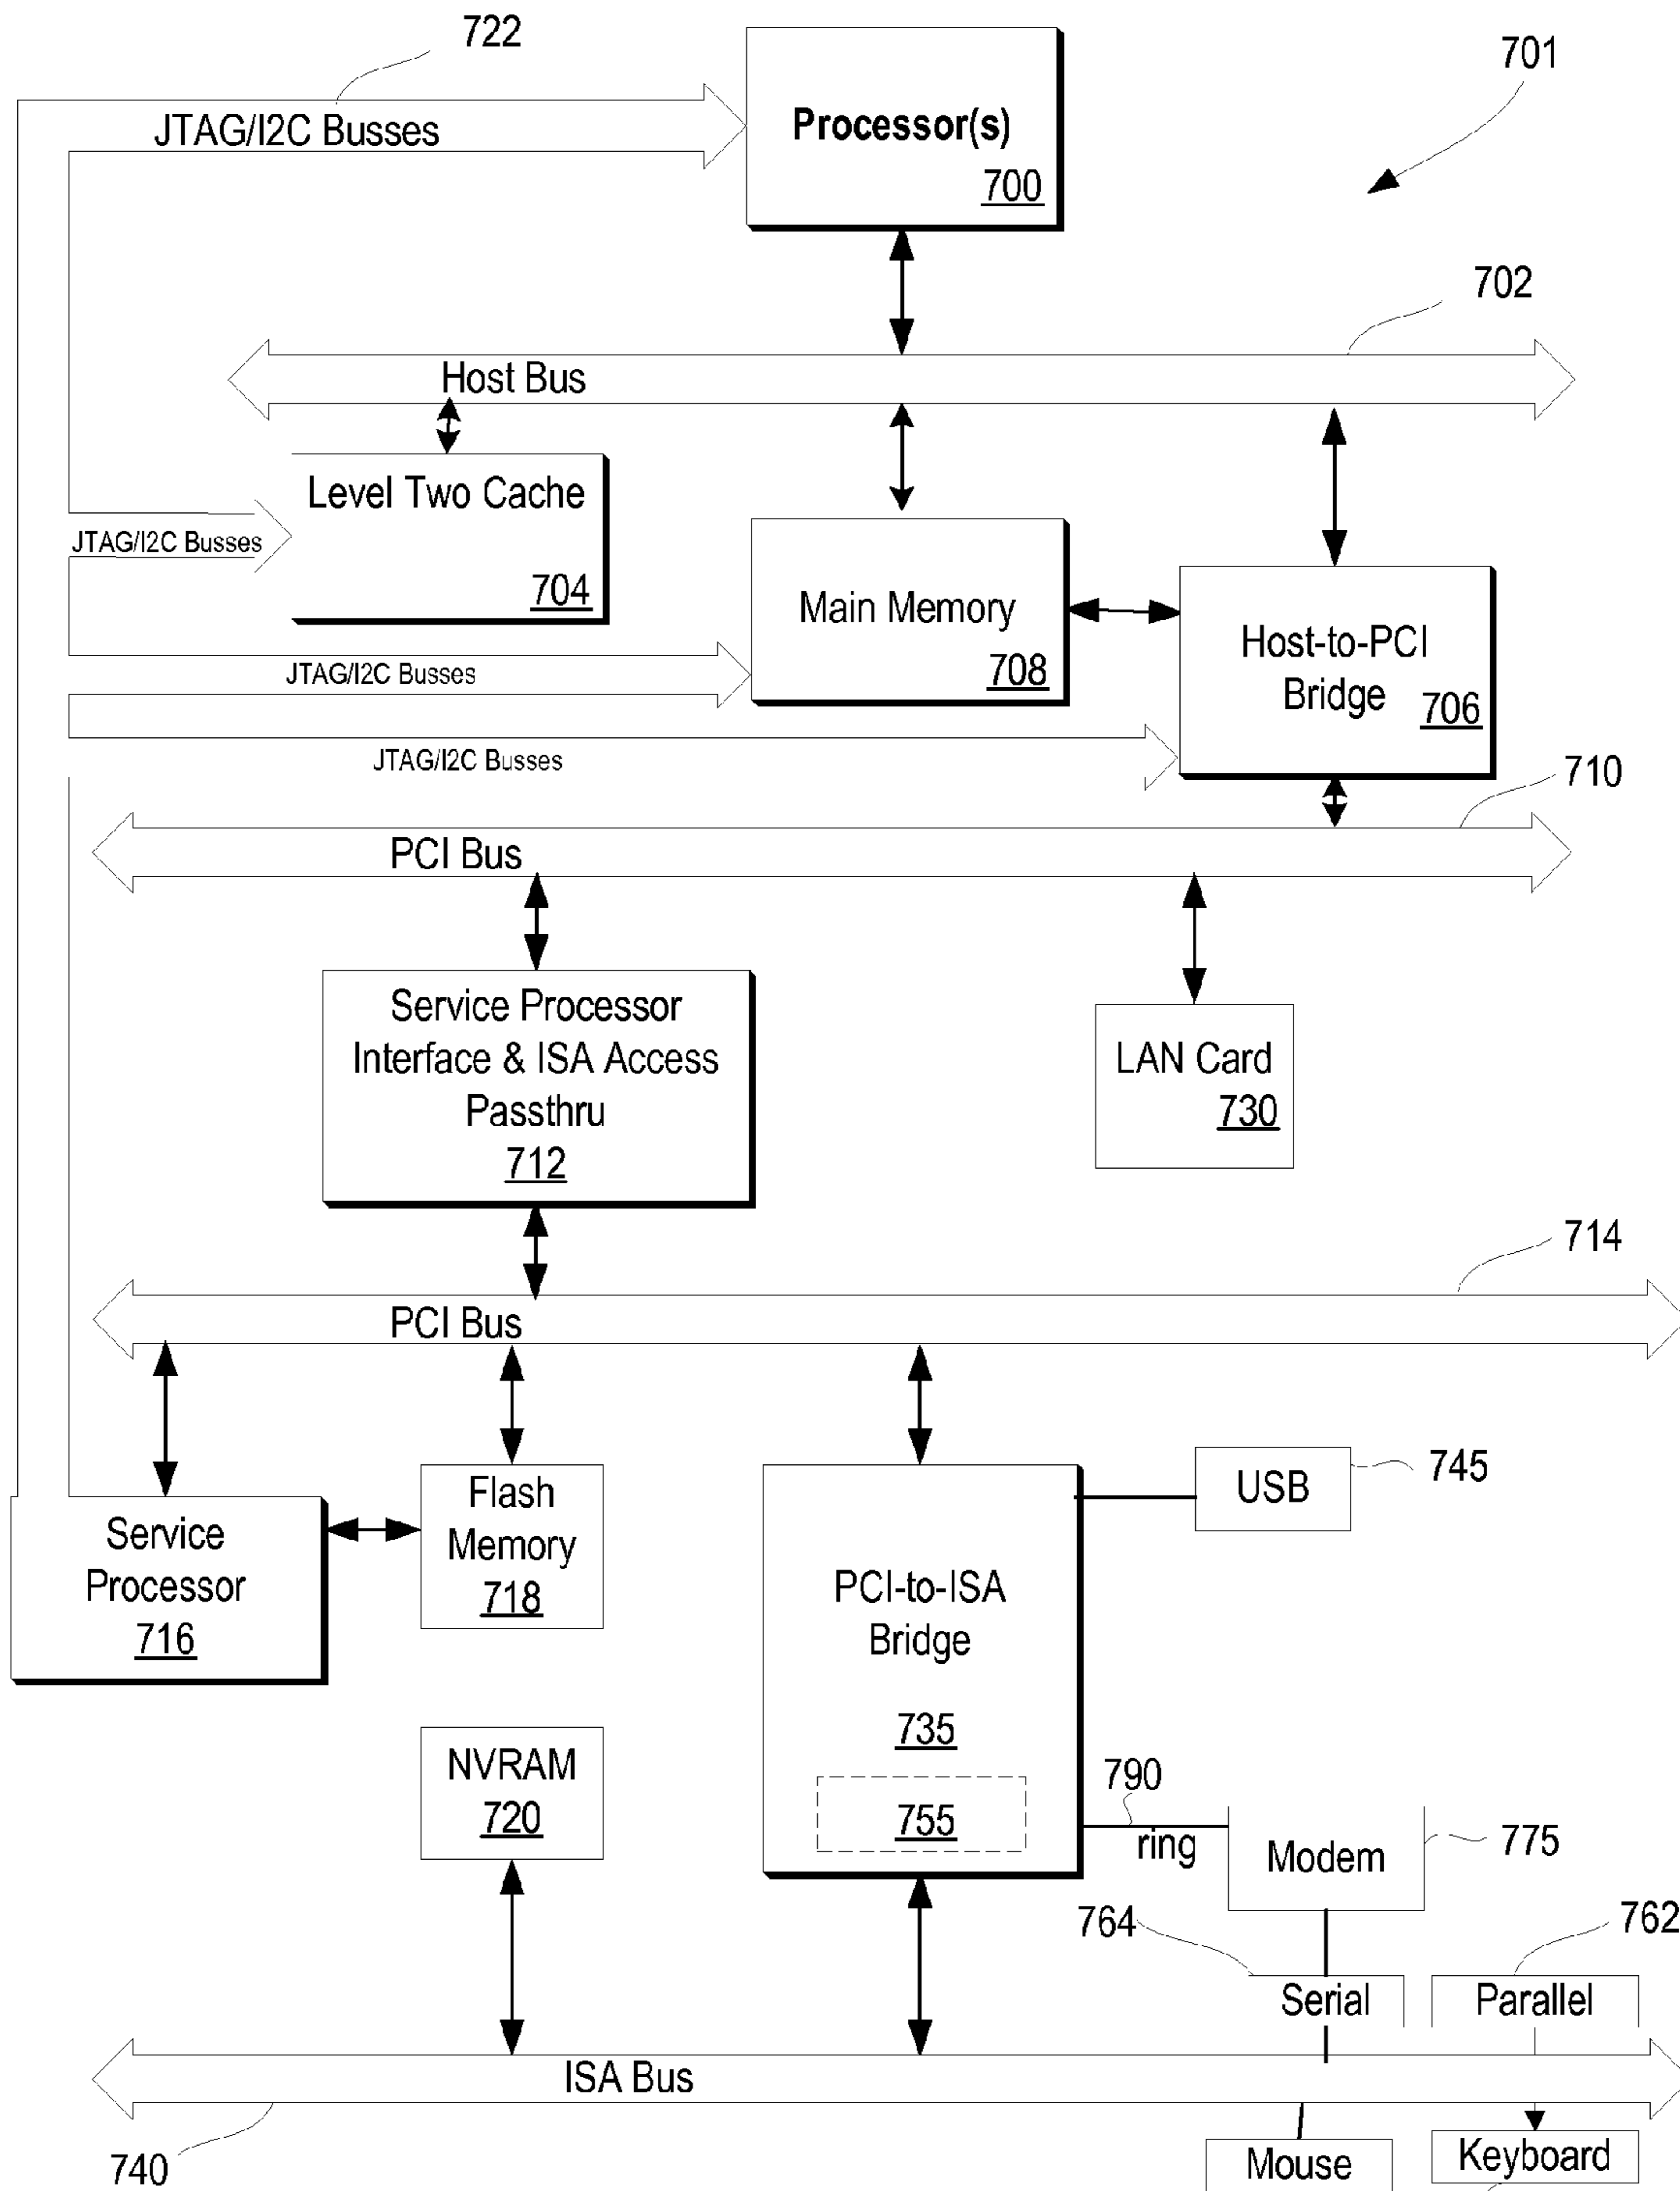 722
701
JTAG/I2C Busses
Processor(s)
700
702
Host Bus
Level Two Cache
704
JTAG/I2C Busses
Main Memory
708
Host-to-PCI
Bridge
706
JTAG/I2C Busses
JTAG/I2C Busses
710
PCI Bus
Service Processor
Interface & ISA Access
Passthru
712
LAN Card
730
714
PCI Bus
Service
Processor
716
Flash
Memory
718
USB
745
PCI-to-ISA
Bridge
735
755
NVRAM
720
790
ring
Modem
775
764
762
Serial
Parallel
ISA Bus
740
Mouse
Keyboard